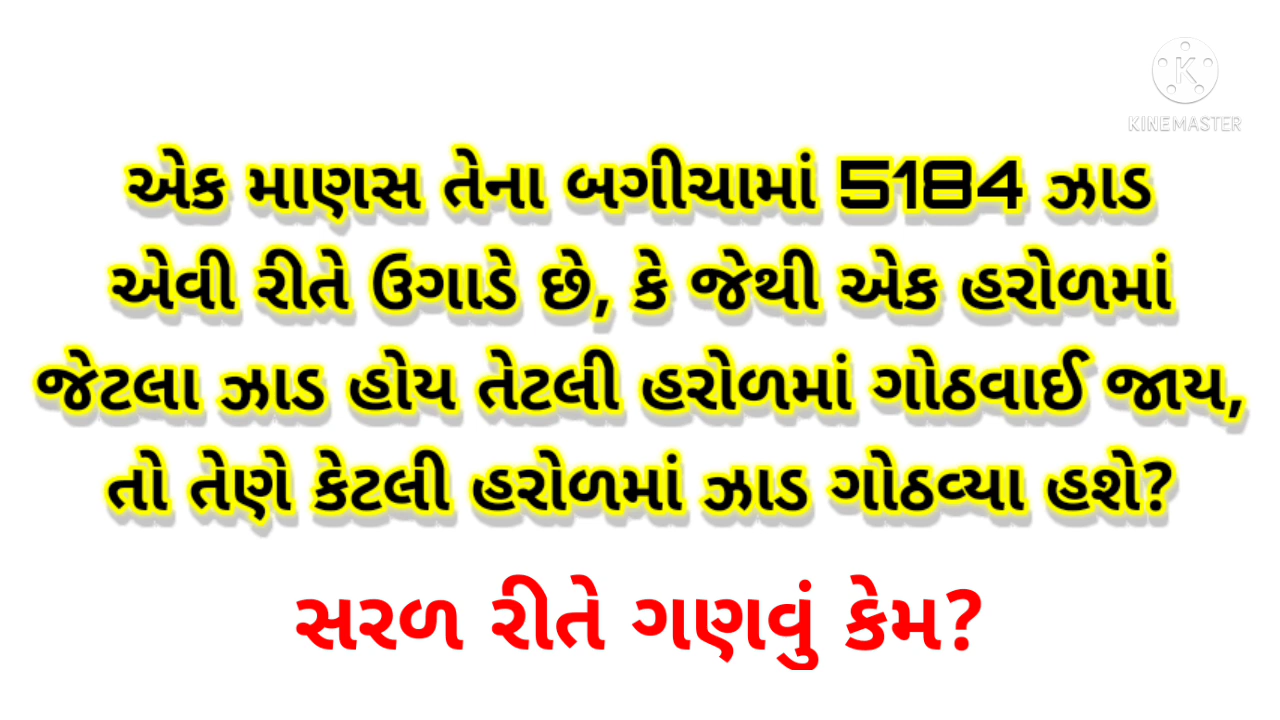 KINEMASTER
એક માણસ તેના બગીચામાં 5184 ઝાડ
એવી રીતે ઉગાડે છે, કે જેથી એક હરોળમાં
જેટલા ઝાડ હોય તેટલી હરોળમાં ગોઠવાઈ જાય,
તો તેણે કેટલી હરોળમાં ઝાડ ગોઠવ્યા હશે?
સરળ રીતે ગણવું કેમ?